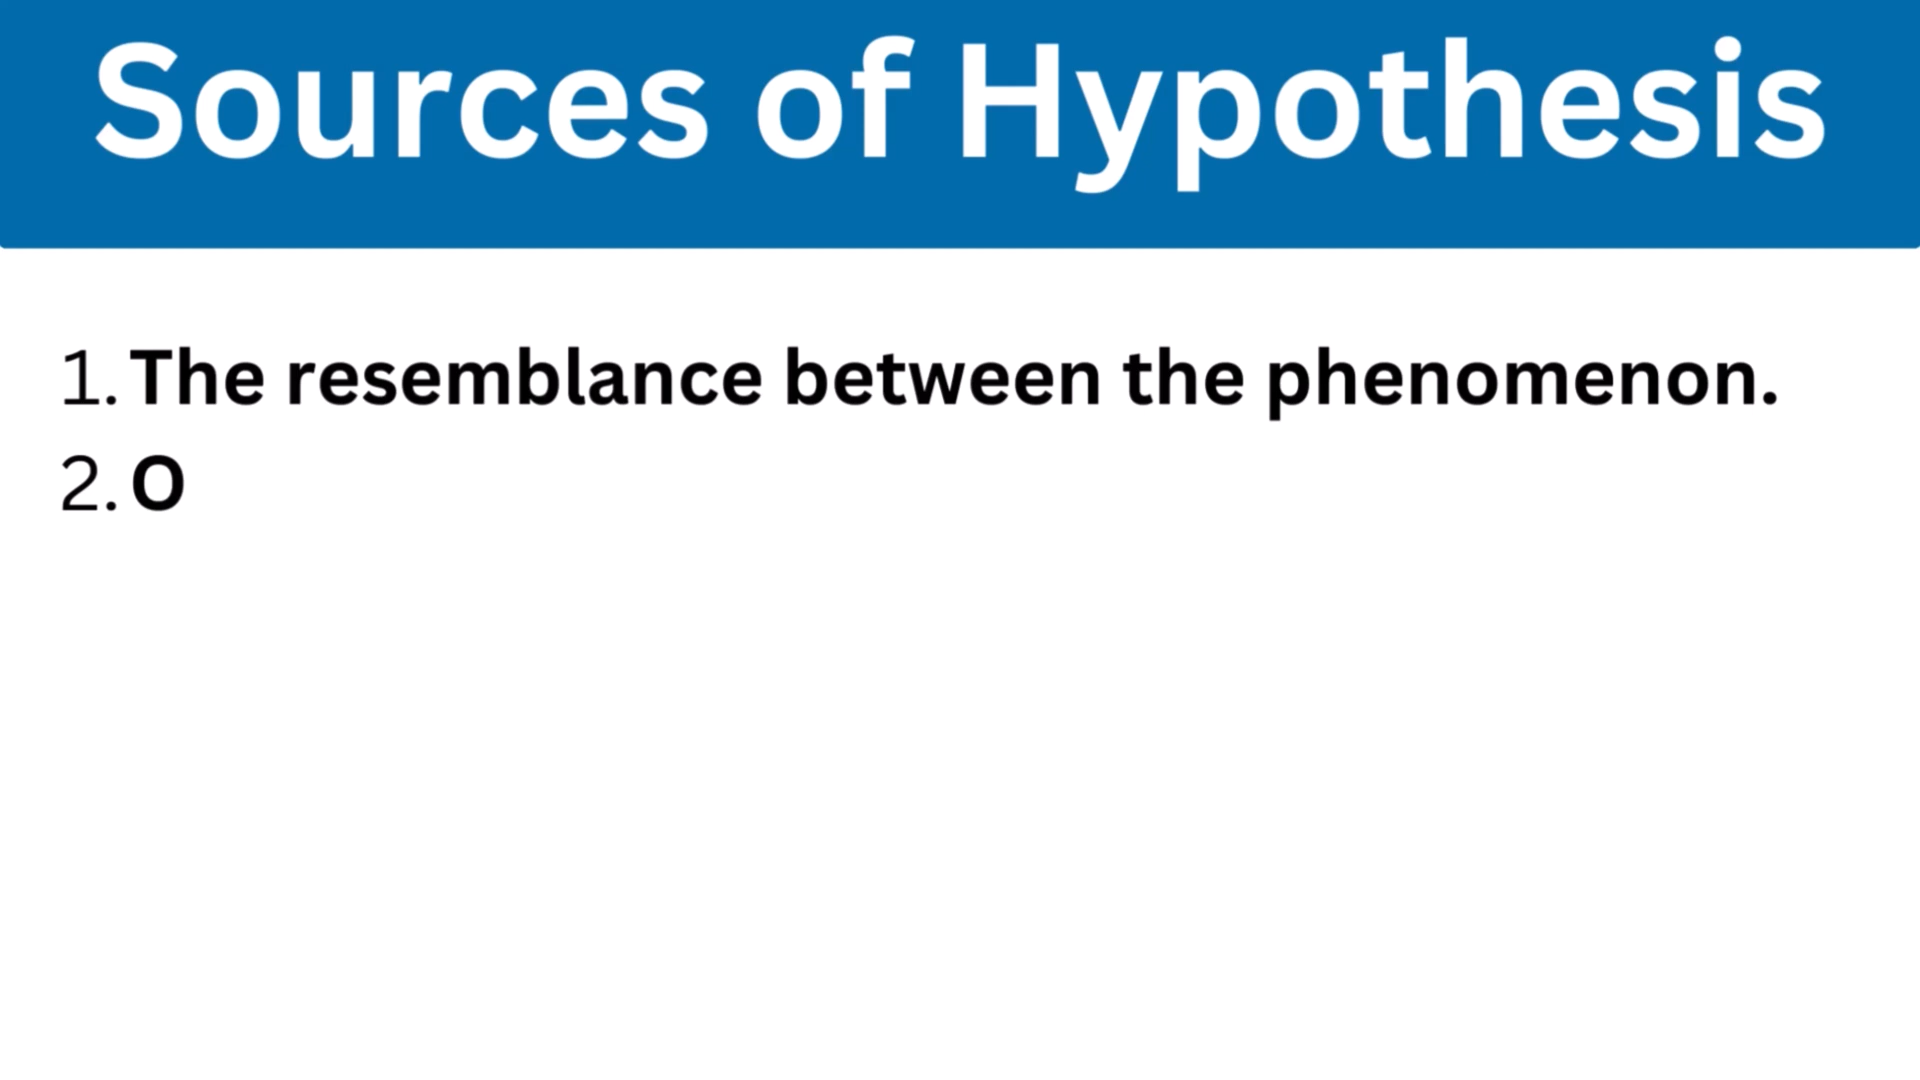 Sources of Hypothesis
1. The resemblance between the phenomenon.
2. O